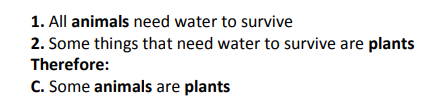 1. All animals need water to survive
2. Some things that need water to survive are plants
Therefore:
C. Some animals are plants